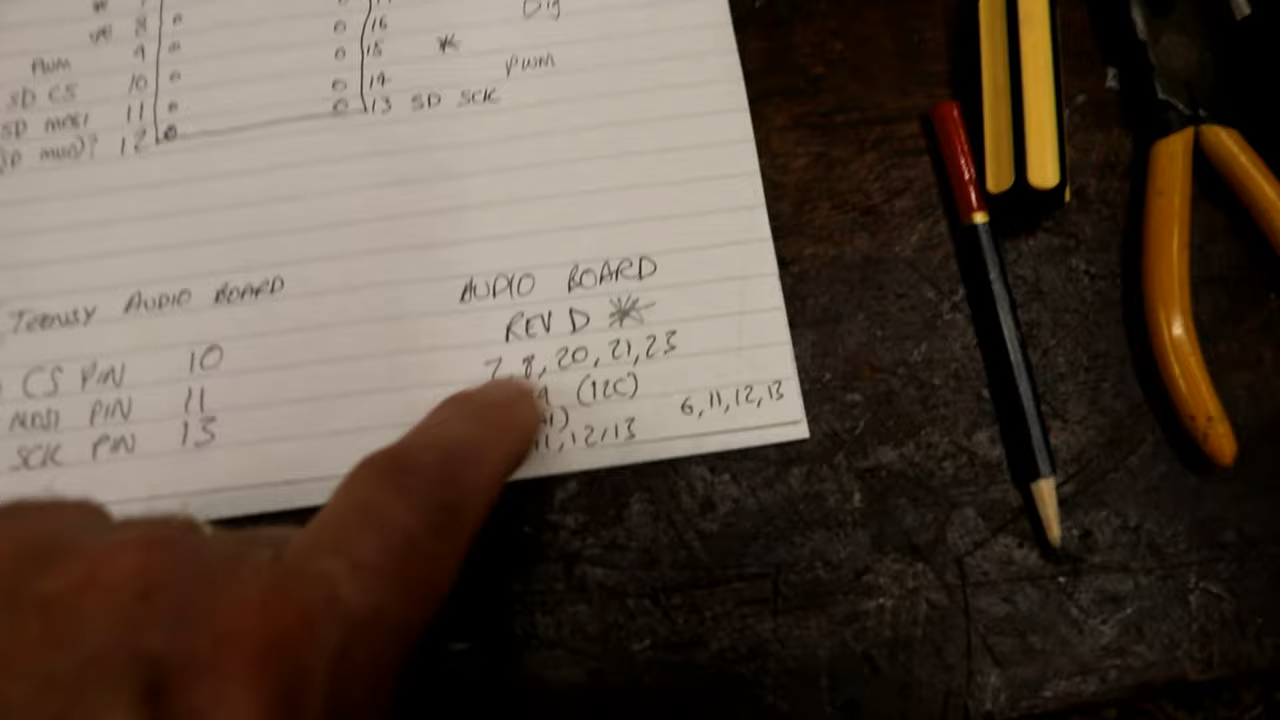 8 16
PWM 9 15 *
SD CS 10 14 PWM
SD MOSI 11 13 SD SCK
12
TEENSY AUDIO BOARD
CS PIN 10
MOSI PIN 11
SCK PIN 13
AUDIO BOARD
REV D *
7, 8, 20, 21, 23
(I2C)
11, 12, 13
6, 11, 12, 13